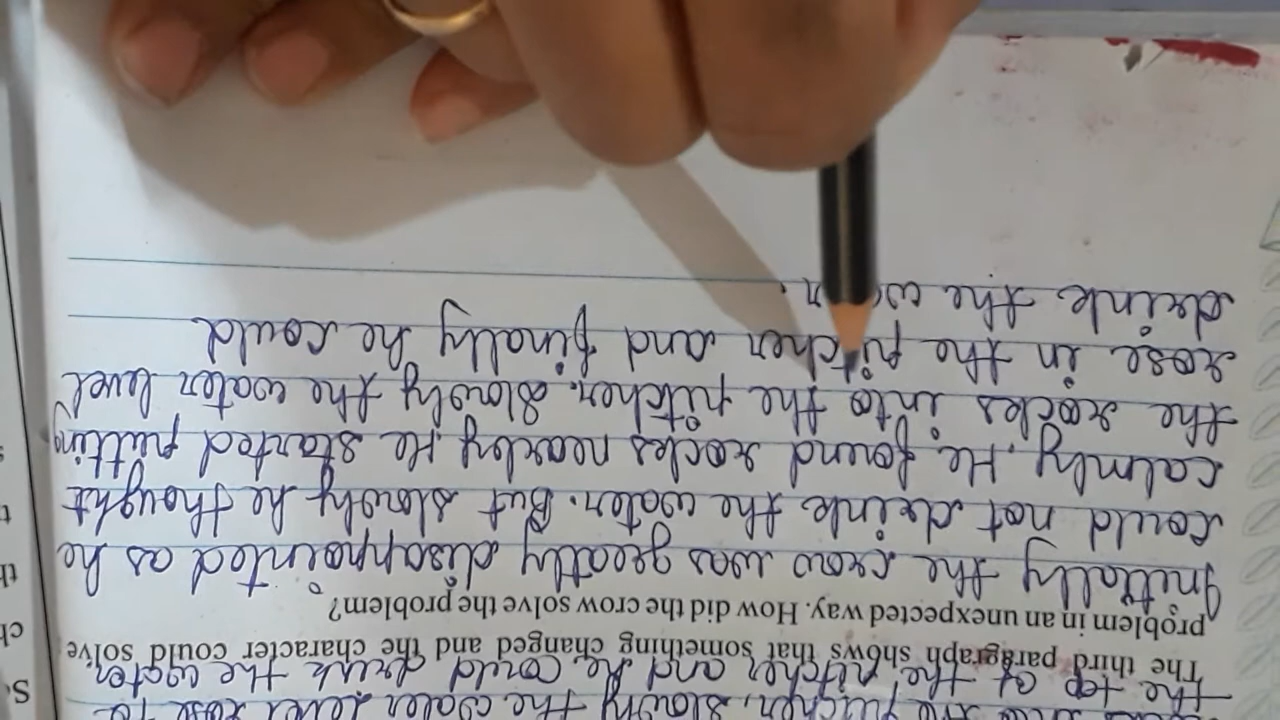 the pitcher, slowly the water level rose to
the top of the pitcher and he could drink the water.
The third paragraph shows that something changed and the character could solve
problem in an unexpected way. How did the crow solve the problem?
Initally the crow was greatly disappointed as he
could not drink the water. But slowly he thought
calmly. He found rocks nearby. He started putting
the rocks into the pitcher. Slowly the water level
rose in the pitcher and finally he could
drink the